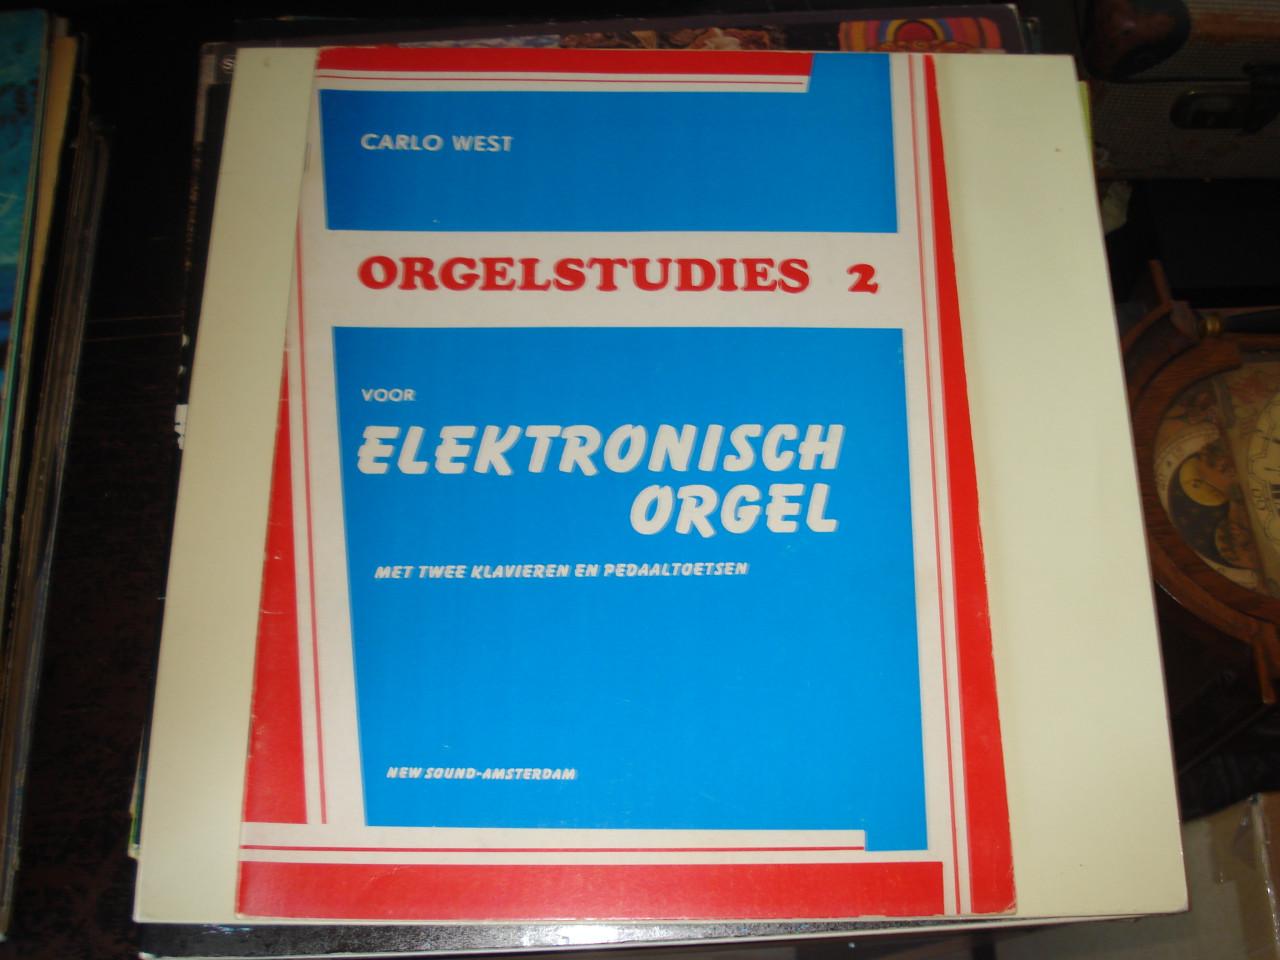 CARLO WEST
ORGELSTUDIES 2
VOOR
ELEKTRONISCH
ORGEL
MET TWEE KLAVIEREN EN PEDAALTOETSEN
NEW SOUND-AMSTERDAM